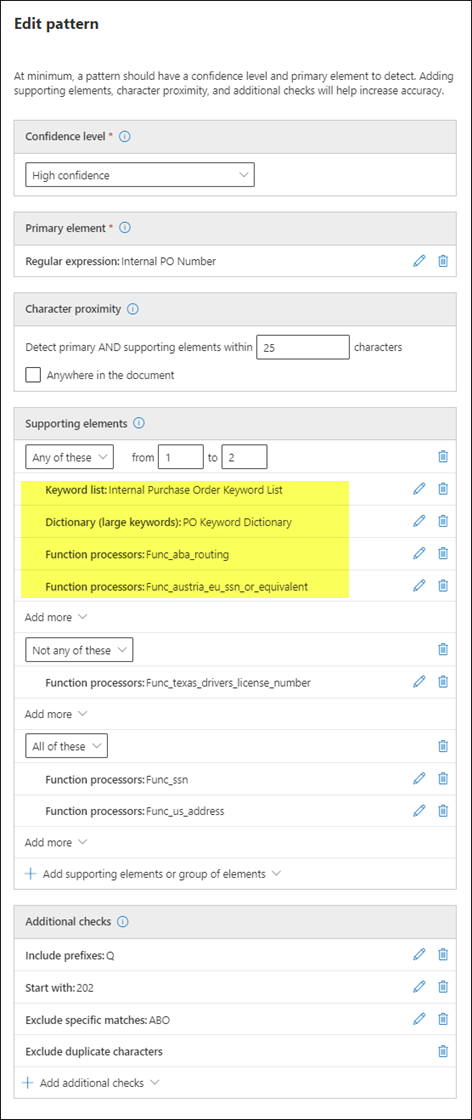 Edit pattern
At minimum, a pattern should have a confidence level and primary element to detect. Adding
supporting elements, character proximity, and additional checks will help increase accuracy.
Confidence level *
High confidence
Primary element *
Regular expression: Internal PO Number
Character proximity
Detect primary AND supporting elements within 25 characters
Anywhere in the document
Supporting elements
Any of these from 1 to 2
Keyword list: Internal Purchase Order Keyword List
Dictionary (large keywords): PO Keyword Dictionary
Function processors: Func_aba_routing
Function processors: Func_austria_eu_ssn_or_equivalent
Add more
Not any of these
Function processors: Func_texas_drivers_license_number
Add more
All of these
Function processors: Func_ssn
Function processors: Func_us_address
Add more
Add supporting elements or group of elements
Additional checks
Include prefixes: Q
Start with: 202
Exclude specific matches: ABO
Exclude duplicate characters
Add additional checks